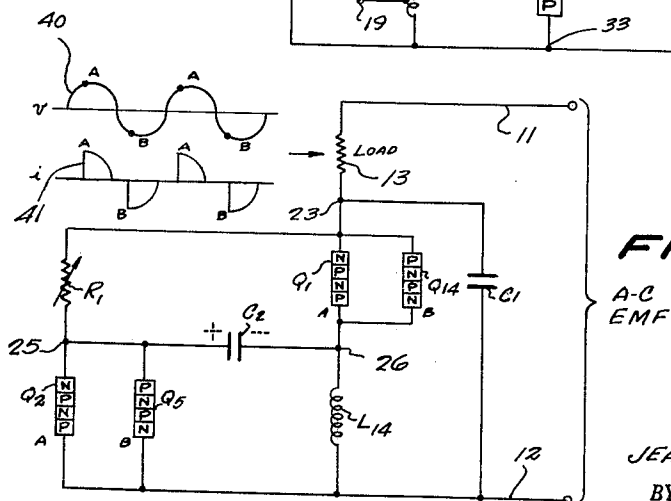 19
P
33
40
A
A
v
B
B
11
LOAD
13
A
A
i
41
B
B
23
N
P
N
P
Q1
A
P
N
P
N
Q14
B
C1
FI
A-C
EMF
R1
25
+
C2
---
26
Q2
N
P
N
P
A
P
N
P
N
Q5
B
L14
12
JEA
BY